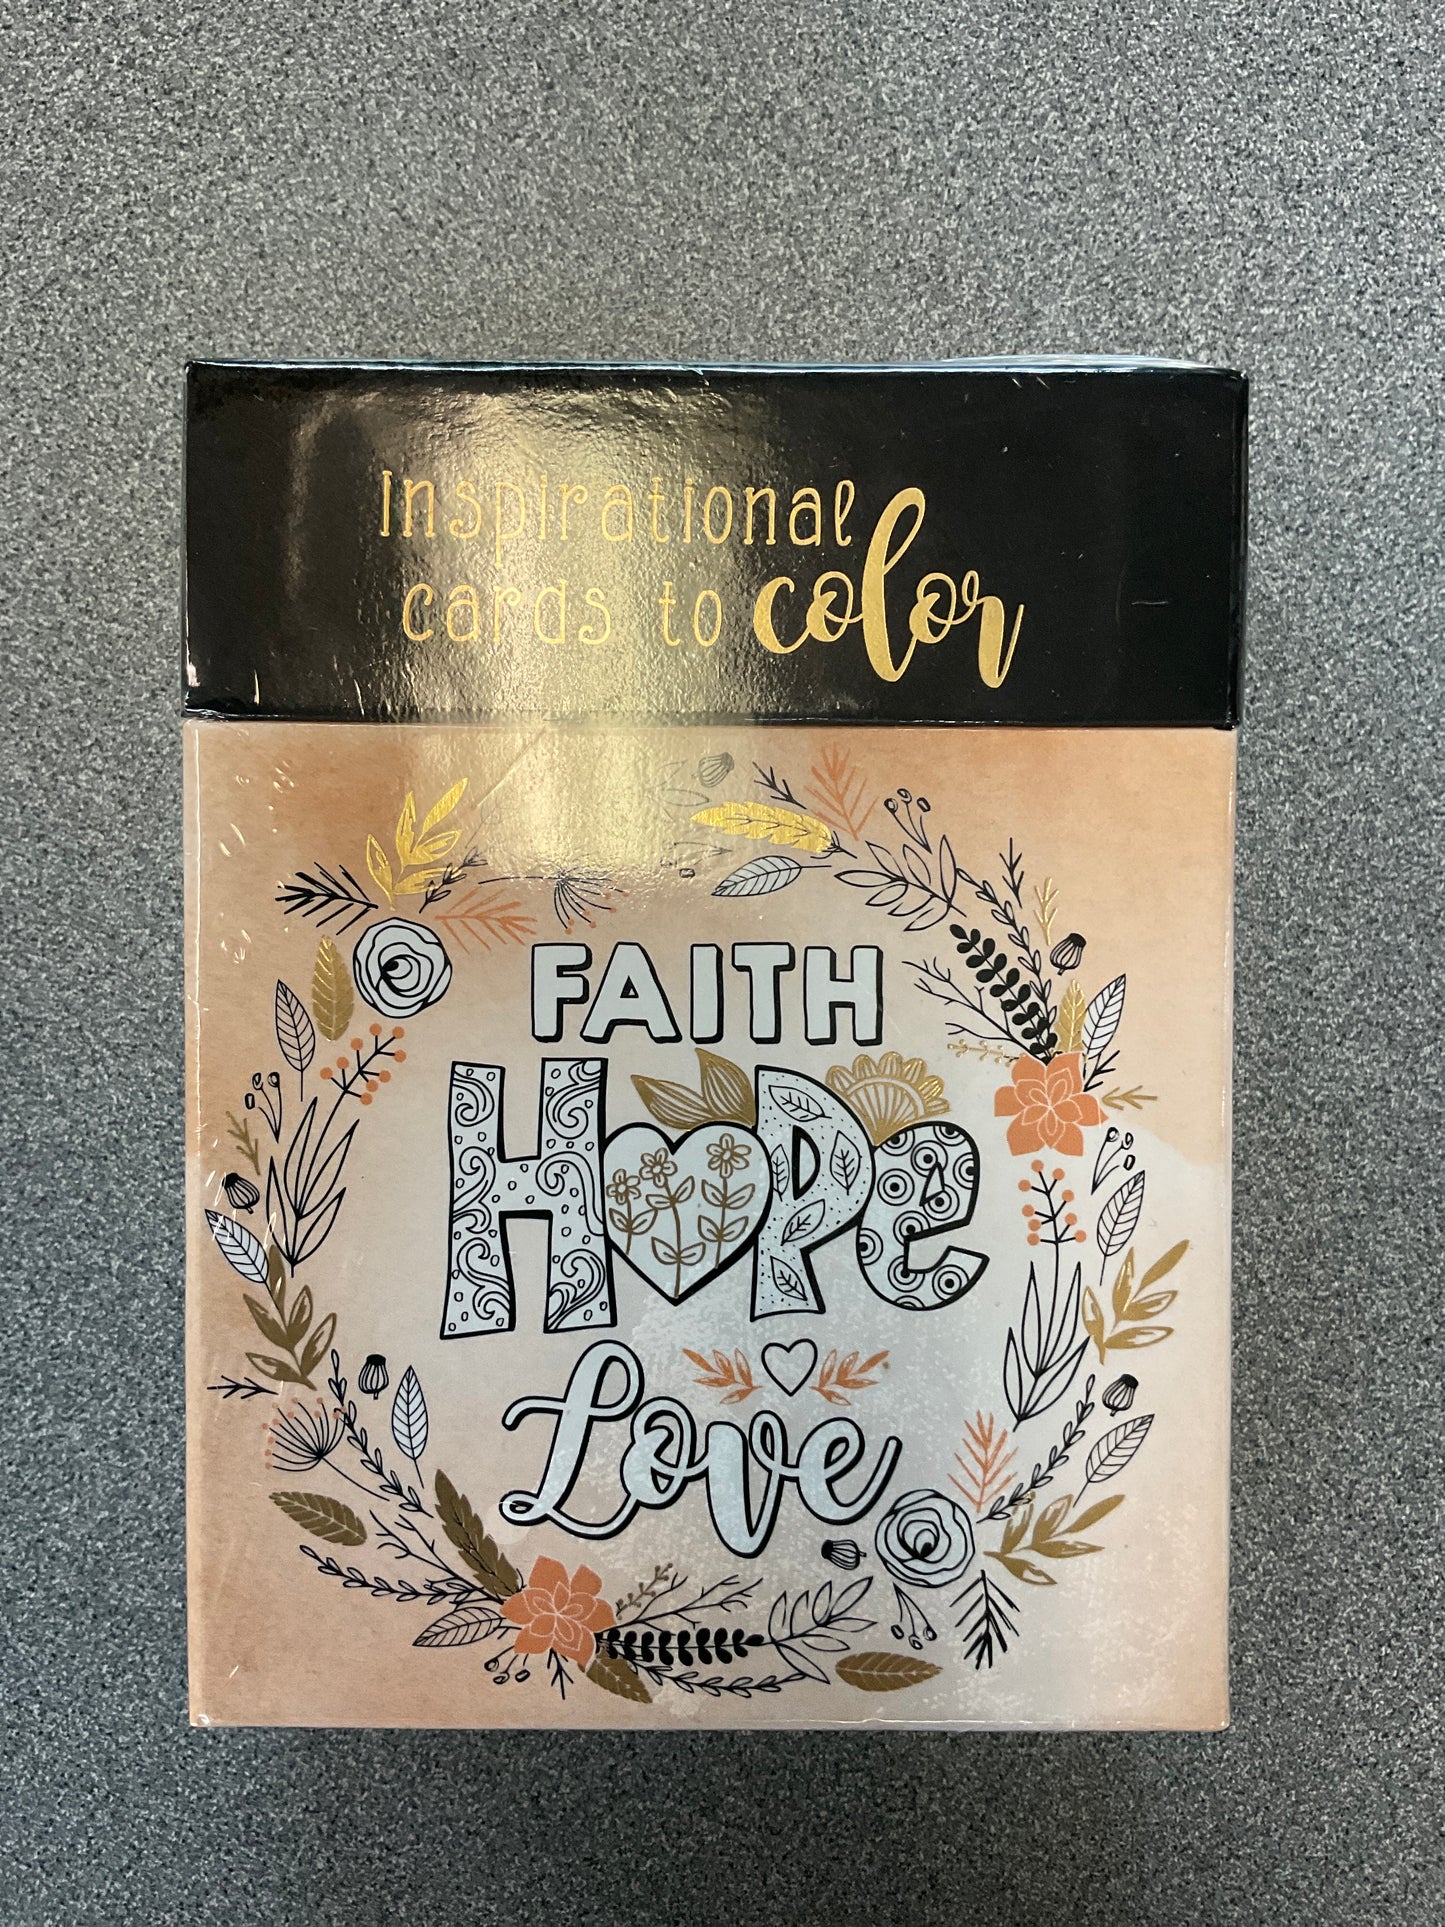 Inspirational
cards to color
FAITH
HOPe
Love